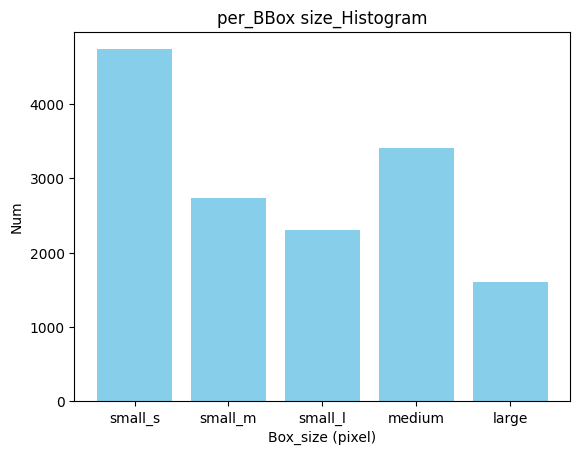 per_BBox size_Histogram
Num
4000
3000
2000
1000
0
small_s small_m small_l medium large
Box_size (pixel)